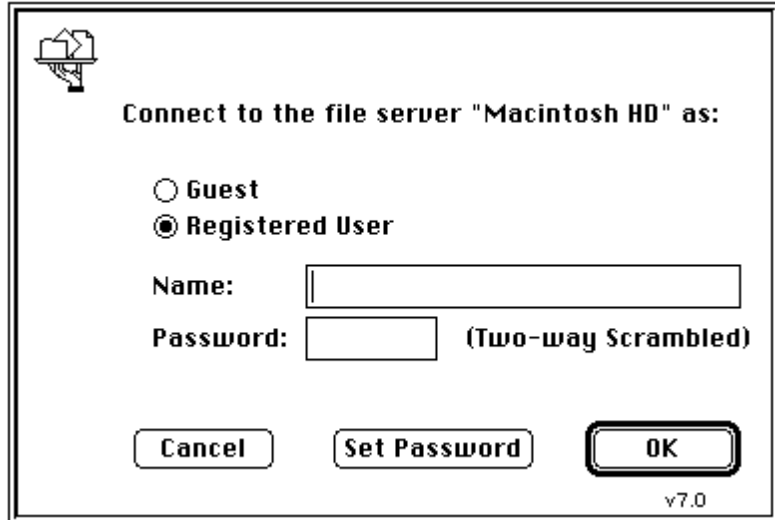 Connect to the file server "Macintosh HD" as:
Guest
Registered User
Name:
Password: (Two-way Scrambled)
Cancel Set Password OK
v7.0